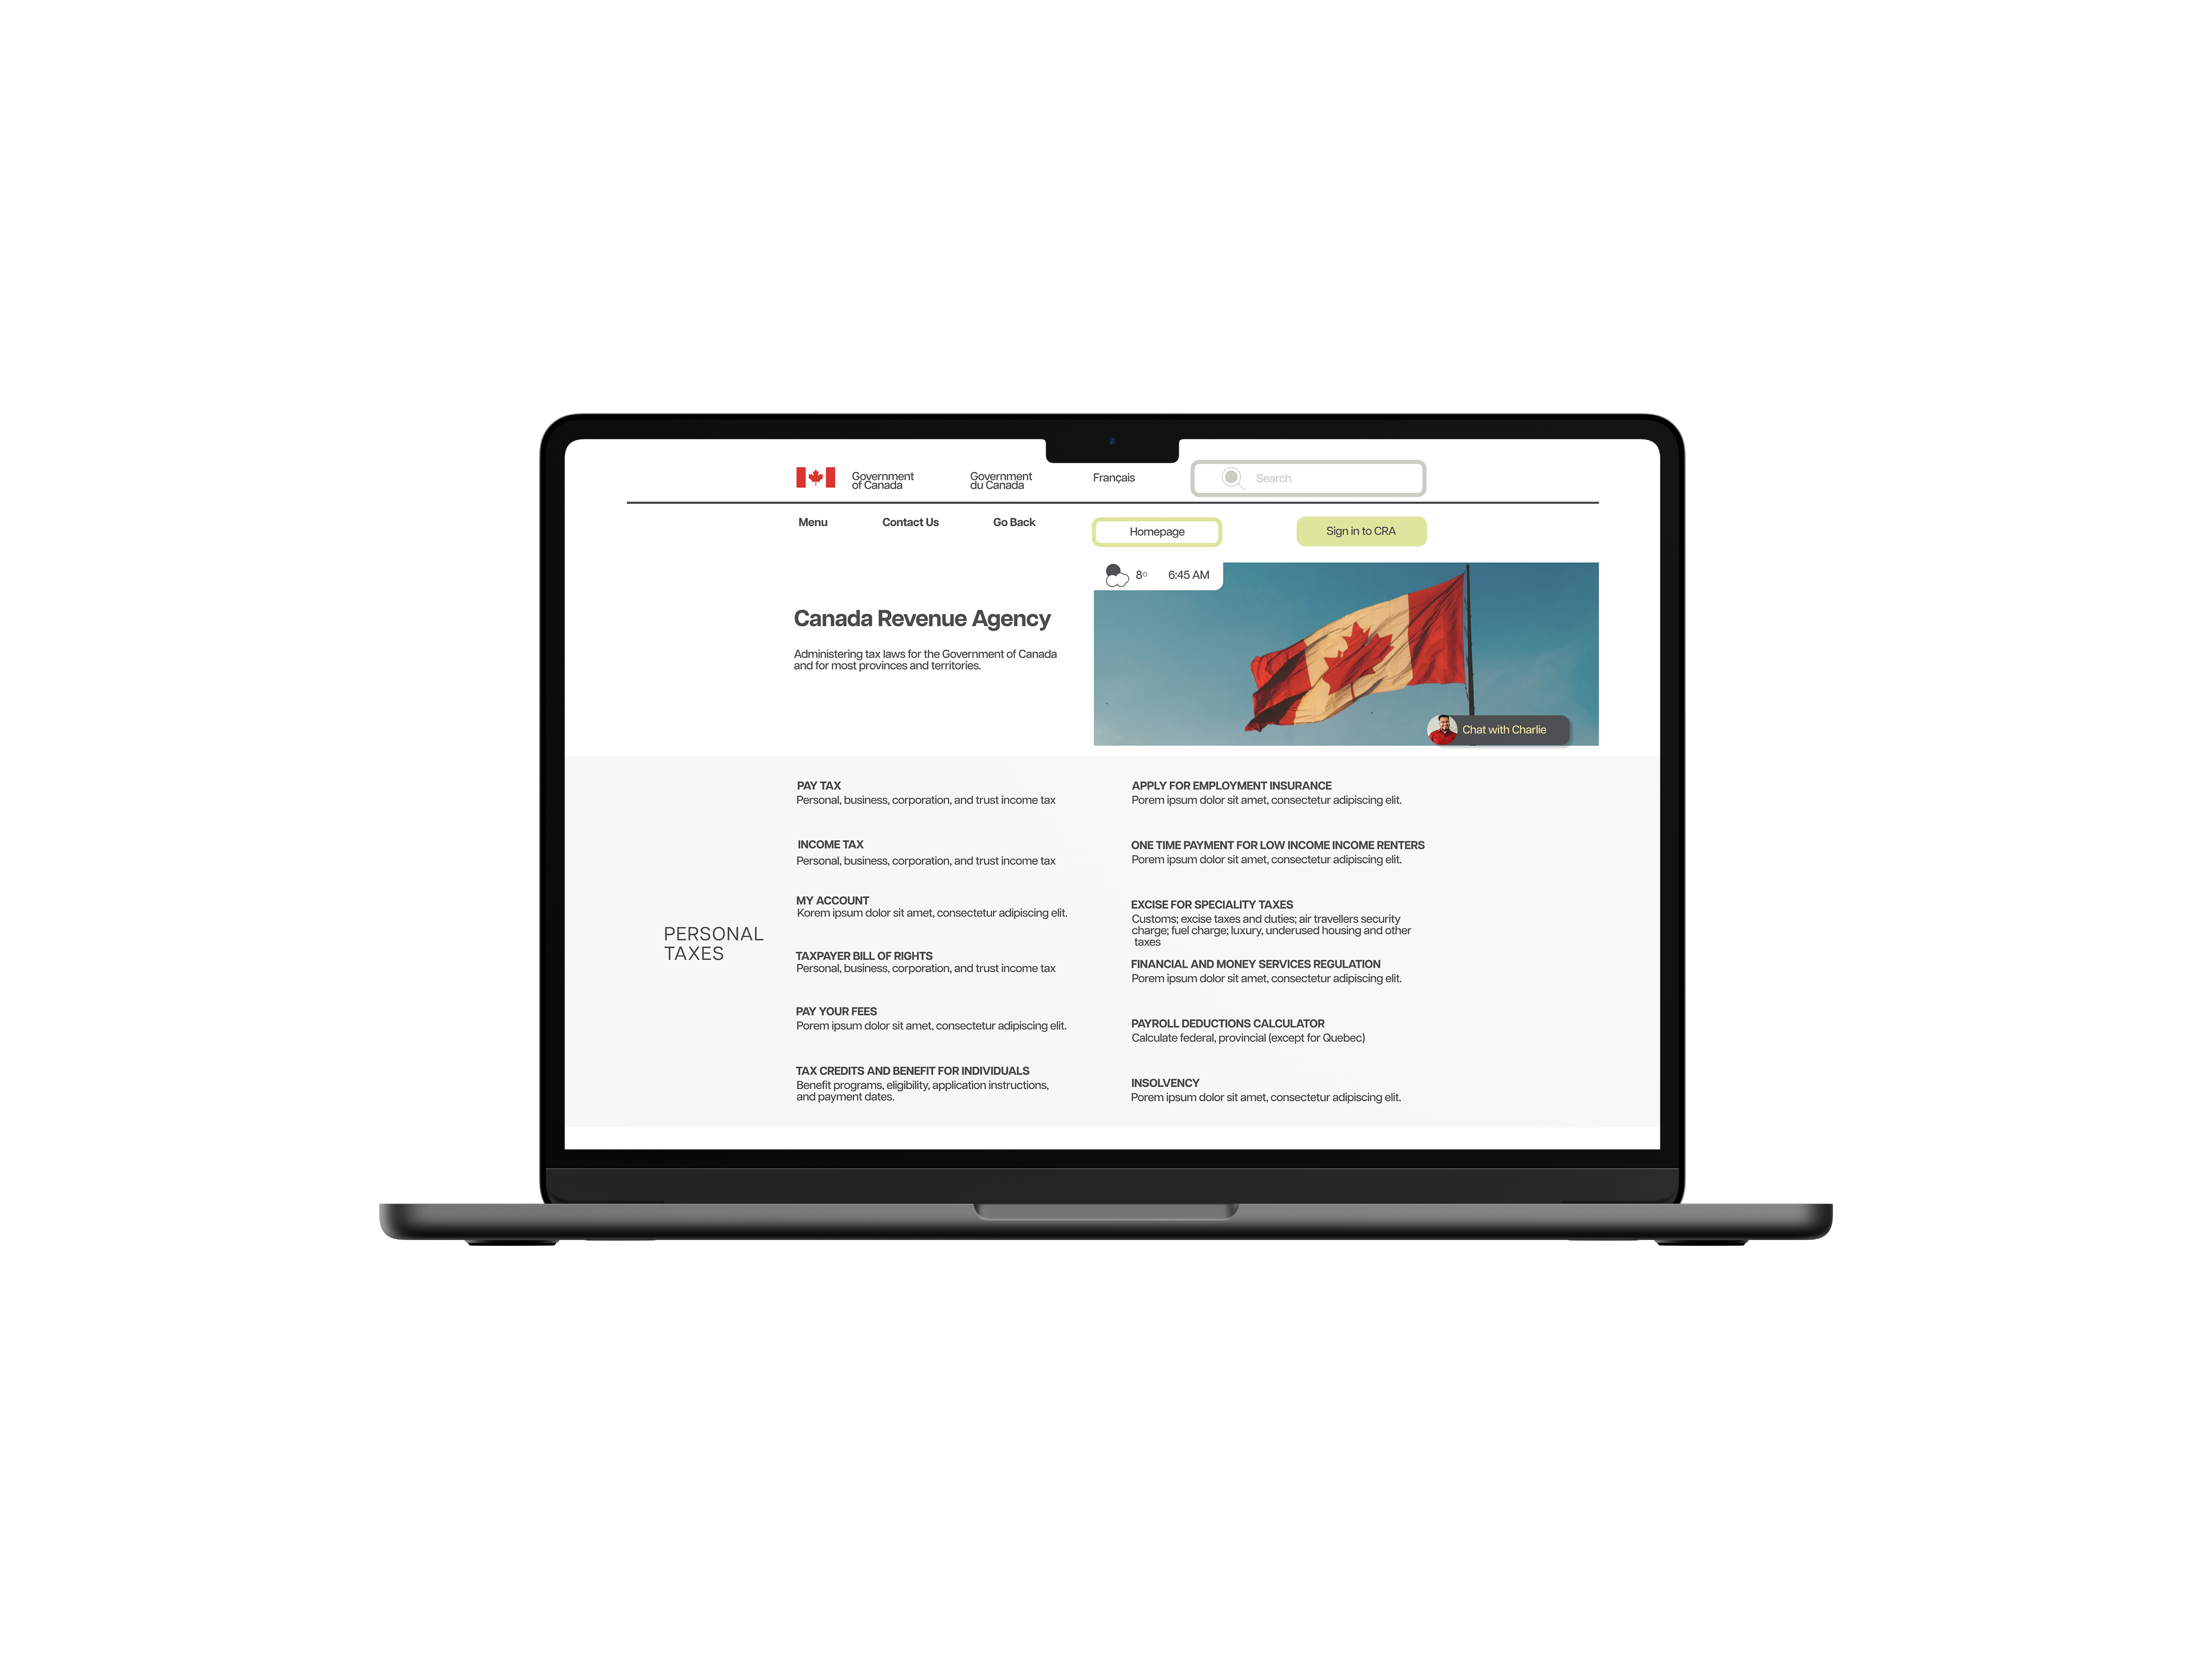 Government
of Canada
Government
du Canada
Français
Search
Menu
Contact Us
Go Back
Homepage
Sign in to CRA
8°
6:45 AM
Canada Revenue Agency
Administering tax laws for the Government of Canada
and for most provinces and territories.
Chat with Charlie
PERSONAL
TAXES
PAY TAX
Personal, business, corporation, and trust income tax
INCOME TAX
Personal, business, corporation, and trust income tax
MY ACCOUNT
Korem ipsum dolor sit amet, consectetur adipiscing elit.
TAXPAYER BILL OF RIGHTS
Personal, business, corporation, and trust income tax
PAY YOUR FEES
Porem ipsum dolor sit amet, consectetur adipiscing elit.
TAX CREDITS AND BENEFIT FOR INDIVIDUALS
Benefit programs, eligibility, application instructions,
and payment dates.
APPLY FOR EMPLOYMENT INSURANCE
Porem ipsum dolor sit amet, consectetur adipiscing elit.
ONE TIME PAYMENT FOR LOW INCOME INCOME RENTERS
Porem ipsum dolor sit amet, consectetur adipiscing elit.
EXCISE FOR SPECIALITY TAXES
Customs; excise taxes and duties; air travellers security
charge; fuel charge; luxury, underused housing and other
taxes
FINANCIAL AND MONEY SERVICES REGULATION
Porem ipsum dolor sit amet, consectetur adipiscing elit.
PAYROLL DEDUCTIONS CALCULATOR
Calculate federal, provincial (except for Quebec)
INSOLVENCY
Porem ipsum dolor sit amet, consectetur adipiscing elit.